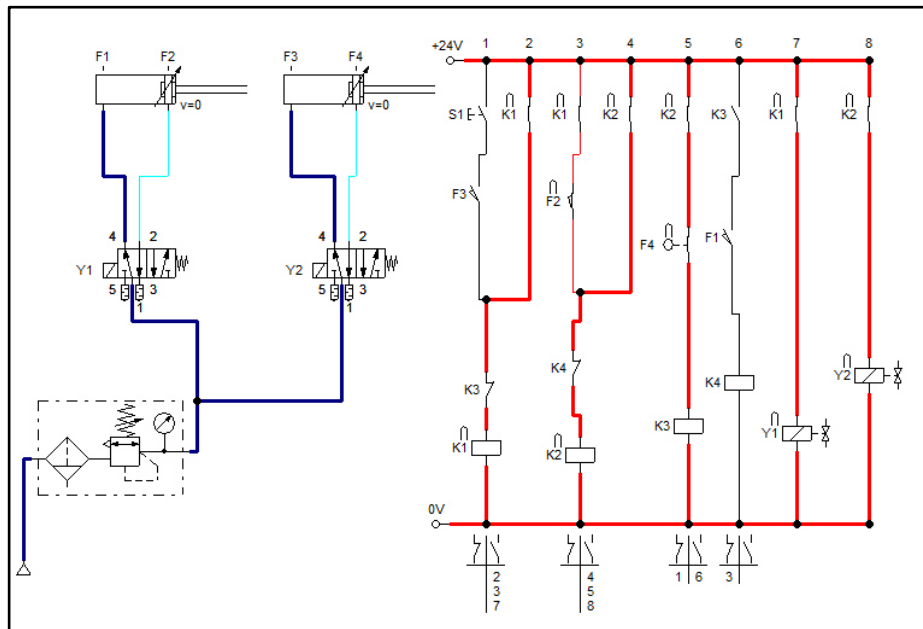 F1 F2 F3 F4
v=0 v=0
4 2 4 2
Y1 Y2
5 3 5 3
1 1
1 2 3 4 5 6 7 8
+24V
S1 K1 K1 K2 K2 K3 K1 K2
F3 F2 F4 F1
K3 K4 K4 Y2
K1 K2 K3 Y1
0V
2 4 1 6 3
3 5
7 8